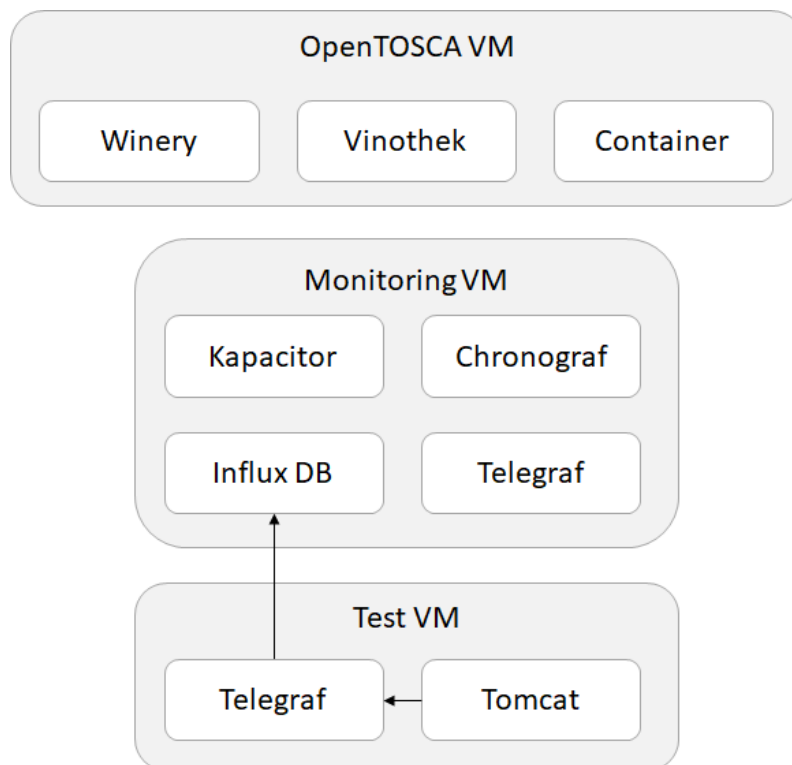 OpenTOSCA VM
Winery
Vinothek
Container
Monitoring VM
Kapacitor
Chronograf
Influx DB
Telegraf
Test VM
Telegraf
Tomcat